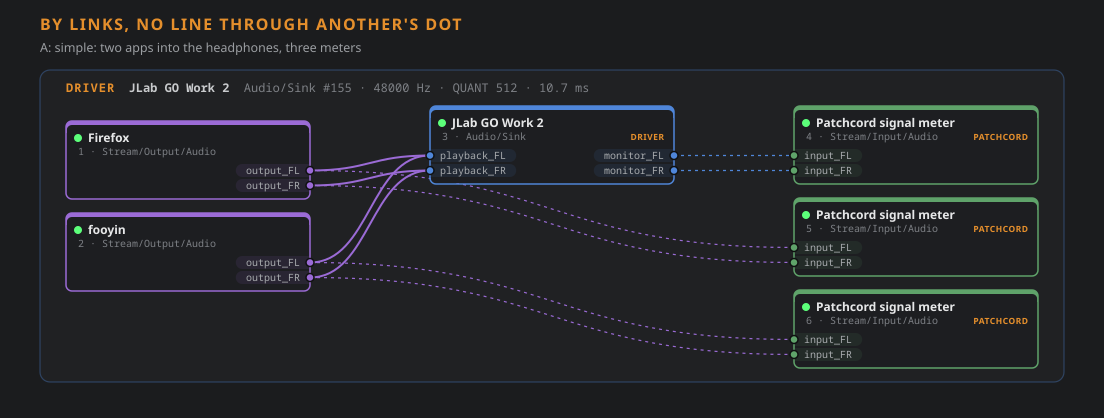 BY LINKS, NO LINE THROUGH ANOTHER'S DOT
A: simple: two apps into the headphones, three meters
DRIVER JLab GO Work 2 Audio/Sink #155 · 48000 Hz · QUANT 512 · 10.7 ms
Firefox
1 · Stream/Output/Audio
output_FL
output_FR
fooyin
2 · Stream/Output/Audio
output_FL
output_FR
JLab GO Work 2
3 · Audio/Sink DRIVER
playback_FL monitor_FL
playback_FR monitor_FR
Patchcord signal meter
4 · Stream/Input/Audio PATCHCORD
input_FL
input_FR
Patchcord signal meter
5 · Stream/Input/Audio PATCHCORD
input_FL
input_FR
Patchcord signal meter
6 · Stream/Input/Audio PATCHCORD
input_FL
input_FR